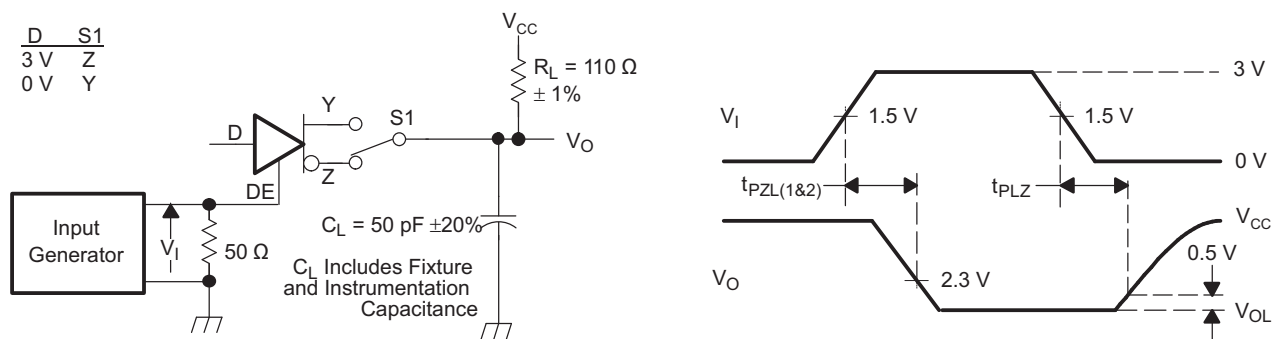 D S1
3 V Z
0 V Y
V_CC
R_L = 110 Ω
± 1%
Y
S1
D
V_O
Z
DE
Input
Generator
V_I
50 Ω
C_L = 50 pF ±20%
C_L Includes Fixture
and Instrumentation
Capacitance
3 V
V_I
1.5 V
1.5 V
0 V
t_PZL(1&2)
t_PLZ
V_CC
0.5 V
V_O
2.3 V
V_OL